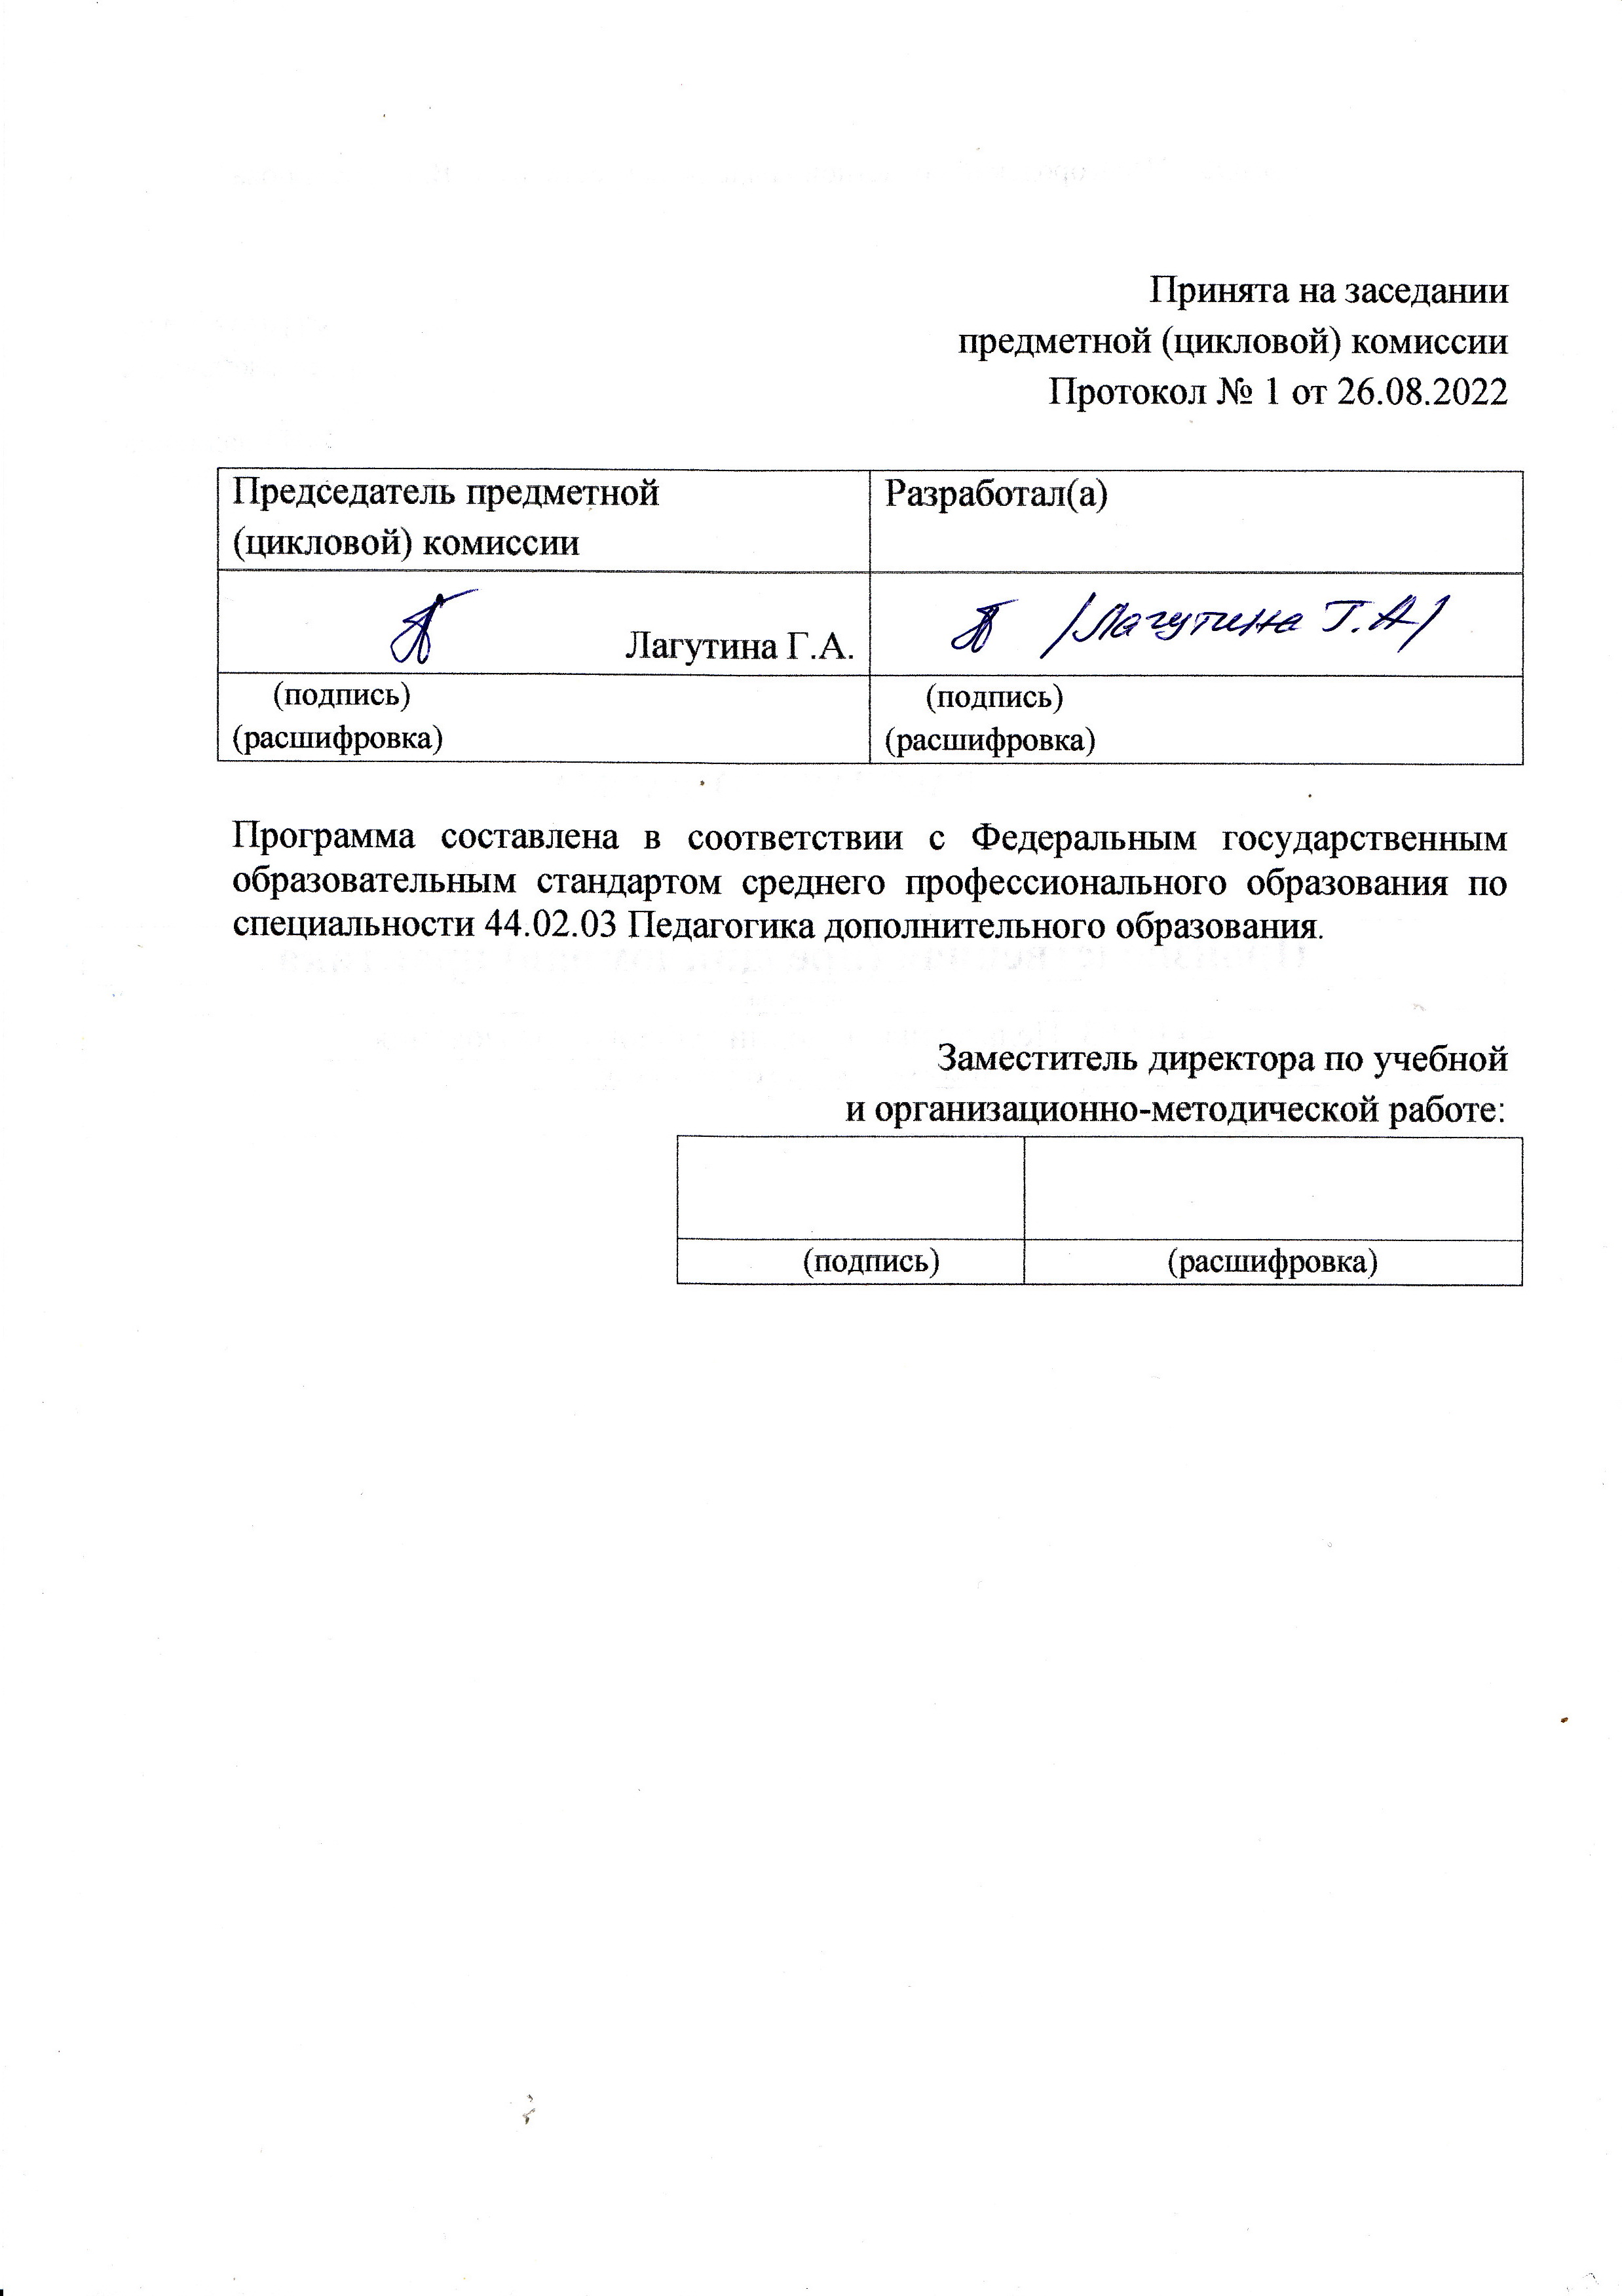 Принята на заседании
предметной (цикловой) комиссии
Протокол № 1 от 26.08.2022
Председатель предметной
(цикловой) комиссии
Разработал(а)
Лагутина Г.А.
/Лагутина Г.А/
(подпись)
(расшифровка)
(подпись)
(расшифровка)
Программа составлена в соответствии с Федеральным государственным
образовательным стандартом среднего профессионального образования по
специальности 44.02.03 Педагогика дополнительного образования.
Заместитель директора по учебной
и организационно-методической работе:
(подпись)
(расшифровка)